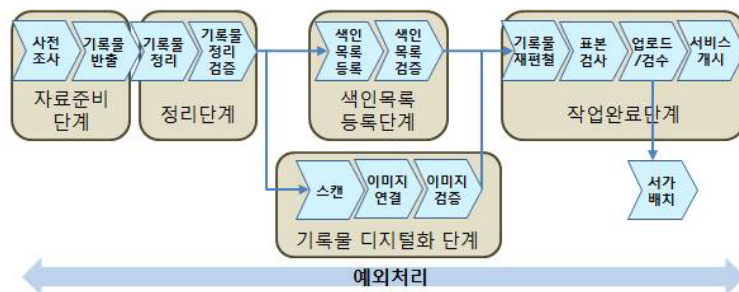 사전
조사
기록물
반출
자료준비
단계
기록물
정리
기록물
정리
검증
정리단계
색인
목록
등록
색인
목록
검증
색인목록
등록단계
스캔
이미지
연결
이미지
검증
기록물 디지털화 단계
기록물
재편철
표본
검사
업로드
/검수
서비스
개시
작업완료단계
서가
배치
예외처리